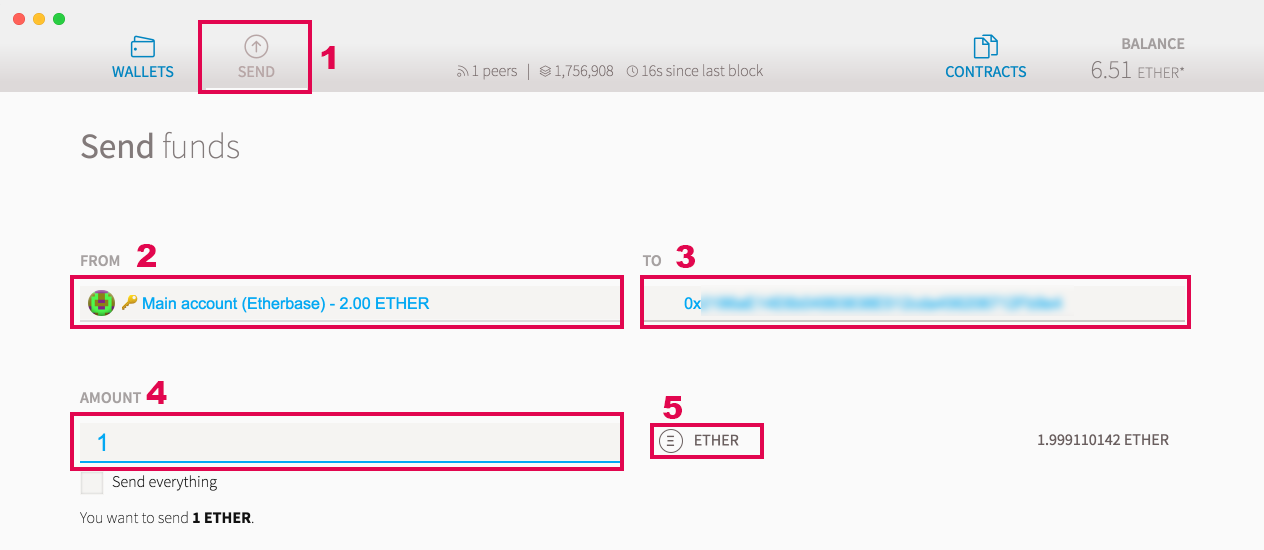 WALLETS
SEND
1
1 peers | 1,756,908 16s since last block
CONTRACTS
BALANCE
6.51 ETHER*
Send funds
FROM 2
TO 3
Main account (Etherbase) - 2.00 ETHER
0x
AMOUNT 4
5
1
ETHER
1.999110142 ETHER
Send everything
You want to send 1 ETHER.